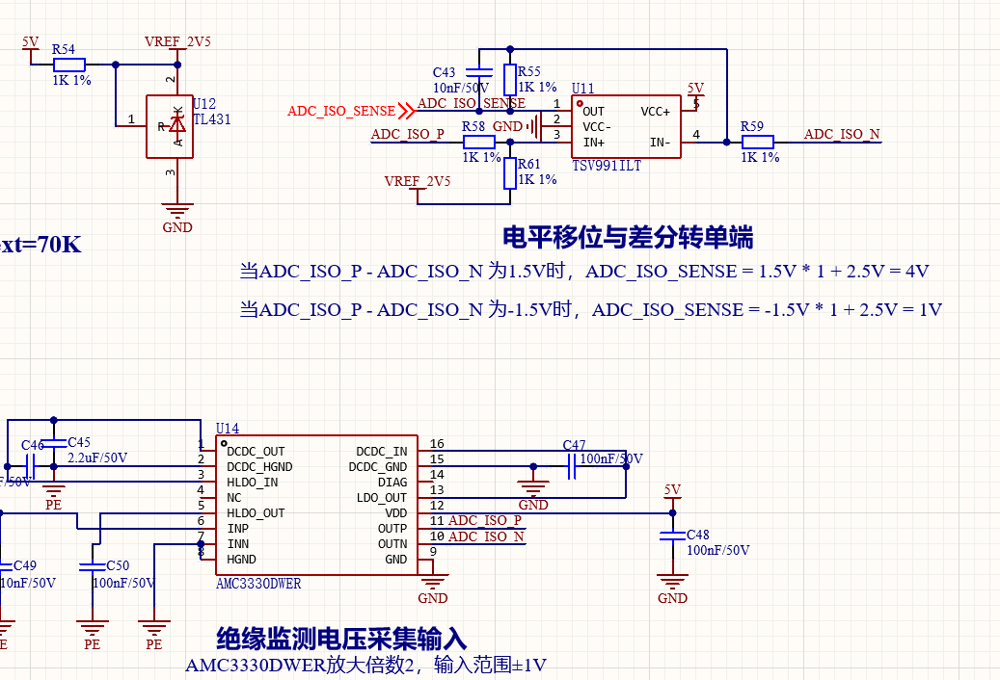 5V
R54
1K 1%
VREF_2V5
2
1
R
K
A
3
U12
TL431
GND
ext=70K
C43
10nF/50V
R55
1K 1%
ADC_ISO_SENSE
ADC_ISO_SENSE
ADC_ISO_P
R58
1K 1%
GND
1
2
3
U11
OUT
VCC-
IN+
VCC+
IN-
TSV991ILT
5V
5
4
R59
1K 1%
ADC_ISO_N
R61
1K 1%
VREF_2V5
电平移位与差分转单端
当ADC_ISO_P - ADC_ISO_N 为1.5V时，ADC_ISO_SENSE = 1.5V * 1 + 2.5V = 4V
当ADC_ISO_P - ADC_ISO_N 为-1.5V时，ADC_ISO_SENSE = -1.5V * 1 + 2.5V = 1V
U14
C46
C45
2.2uF/50V
F/50V
PE
1
2
3
4
5
6
7
8
DCDC_OUT
DCDC_HGND
HLDO_IN
NC
HLDO_OUT
INP
INN
HGND
DCDC_IN
DCDC_GND
DIAG
LDO_OUT
VDD
OUTP
OUTN
GND
16
15
14
13
12
11
10
9
AMC3330DWER
ADC_ISO_P
ADC_ISO_N
C47
100nF/50V
GND
5V
C48
100nF/50V
GND
GND
C49
10nF/50V
C50
100nF/50V
E
PE
PE
绝缘监测电压采集输入
AMC3330DWER放大倍数2，输入范围±1V